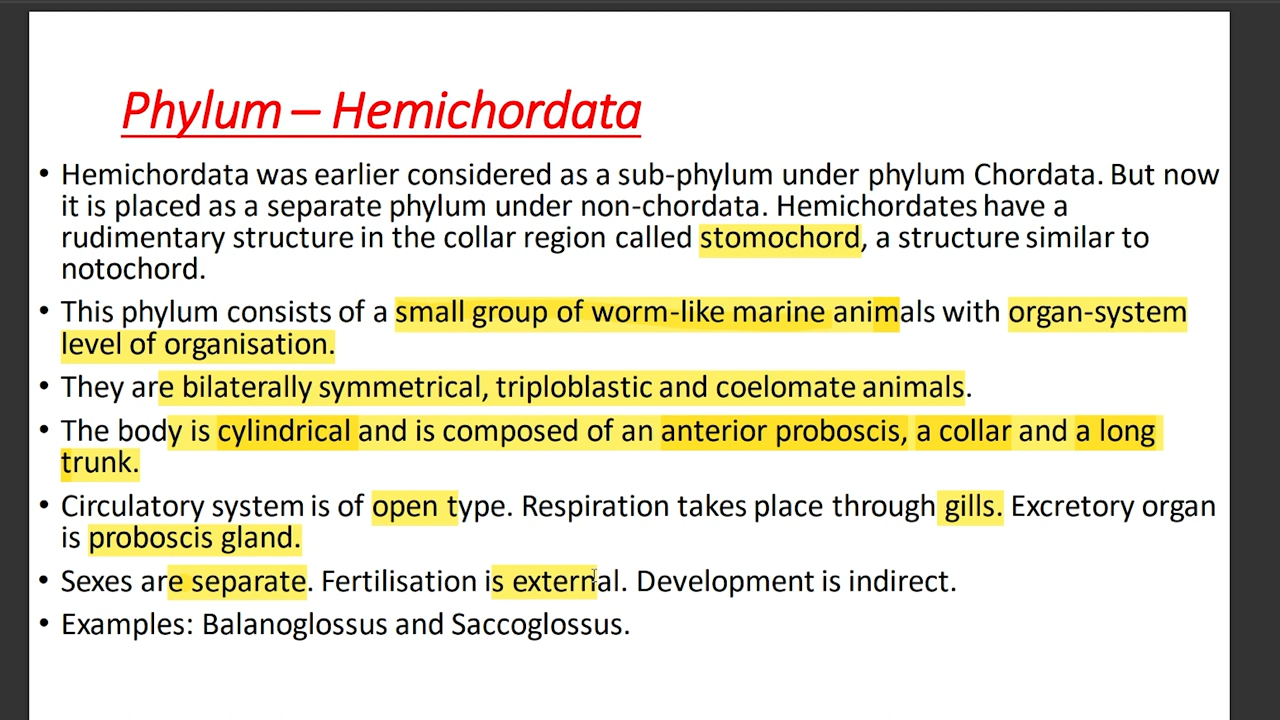 Phylum – Hemichordata
• Hemichordata was earlier considered as a sub-phylum under phylum Chordata. But now
it is placed as a separate phylum under non-chordata. Hemichordates have a
rudimentary structure in the collar region called stomochord, a structure similar to
notochord.
• This phylum consists of a small group of worm-like marine animals with organ-system
level of organisation.
• They are bilaterally symmetrical, triploblastic and coelomate animals.
• The body is cylindrical and is composed of an anterior proboscis, a collar and a long
trunk.
• Circulatory system is of open type. Respiration takes place through gills. Excretory organ
is proboscis gland.
• Sexes are separate. Fertilisation is external. Development is indirect.
• Examples: Balanoglossus and Saccoglossus.